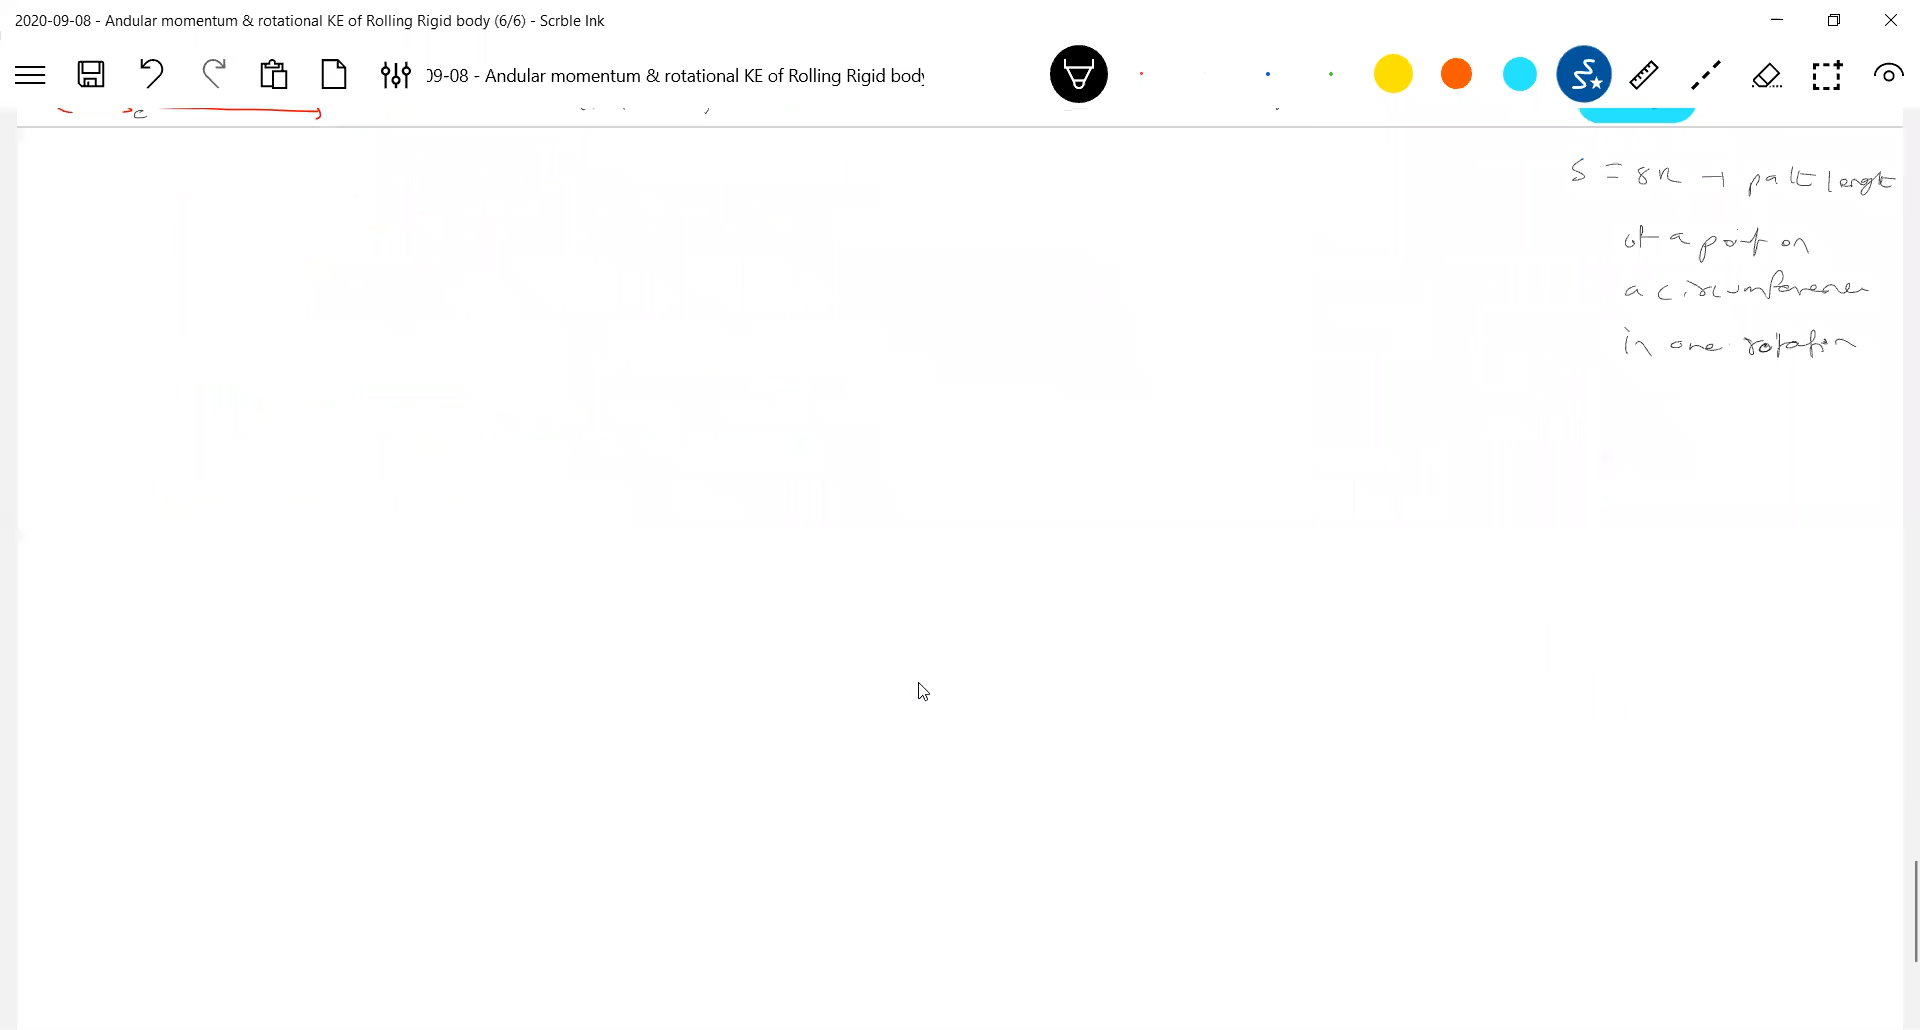 2020-09-08 - Andular momentum & rotational KE of Rolling Rigid body (6/6) - Scrble Ink
09-08 - Andular momentum & rotational KE of Rolling Rigid body
S = 8R → path length
of a point on
a circumference
in one rotation